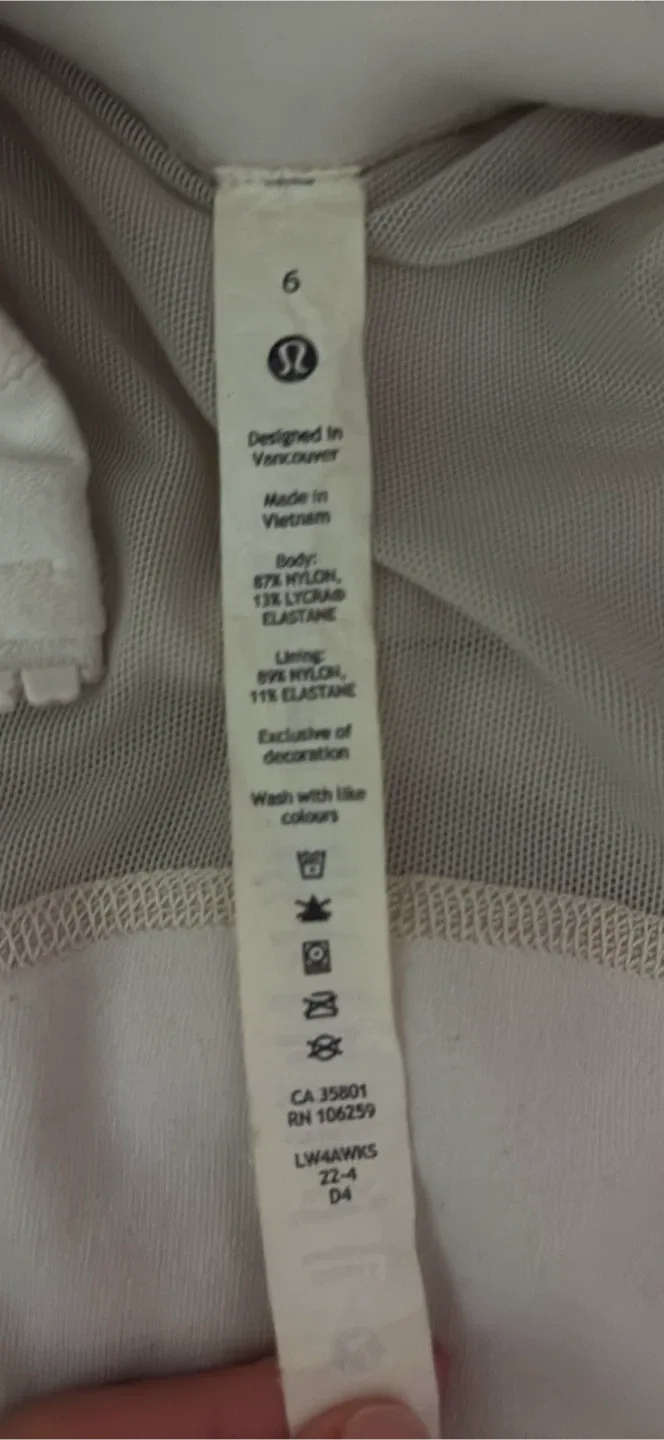 6
Designed in
Vancouver
Made in
Vietnam
Body:
87% NYLON,
13% LYCRA®
ELASTANE
Lining:
89% NYLON,
11% ELASTANE
Exclusive of
decoration
Wash with like
colours
CA 35801
RN 106259
LW4AWKS
22-4
D4